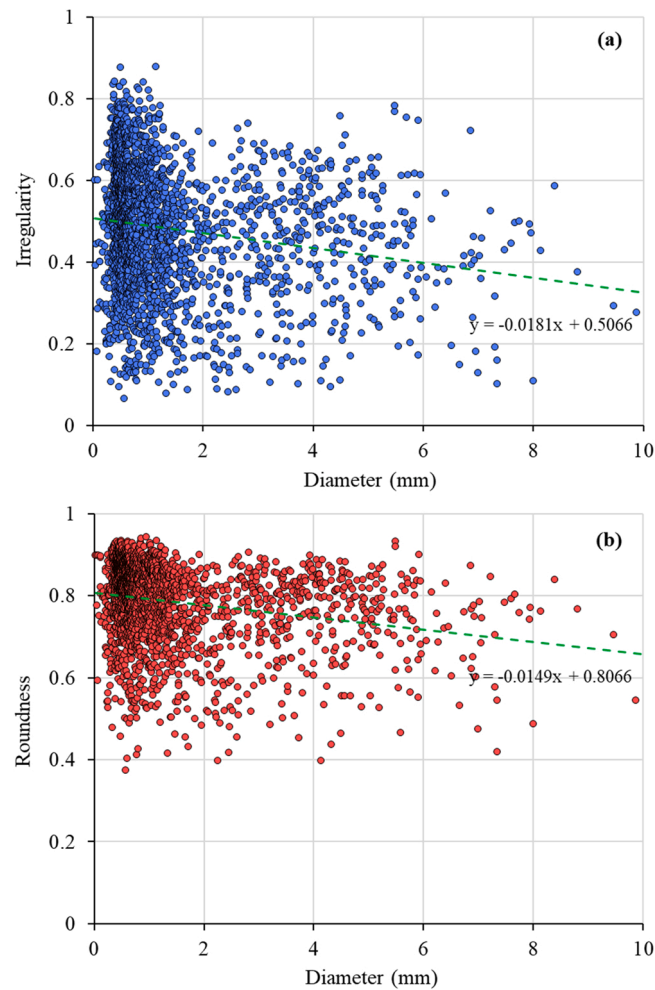 1
(a)
0.8
0.6
Irregularity
0.4
y = -0.0181x + 0.5066
0.2
0
0 2 4 6 8 10
Diameter (mm)
1
(b)
0.8
0.6
Roundness
y = -0.0149x + 0.8066
0.4
0.2
0
0 2 4 6 8 10
Diameter (mm)